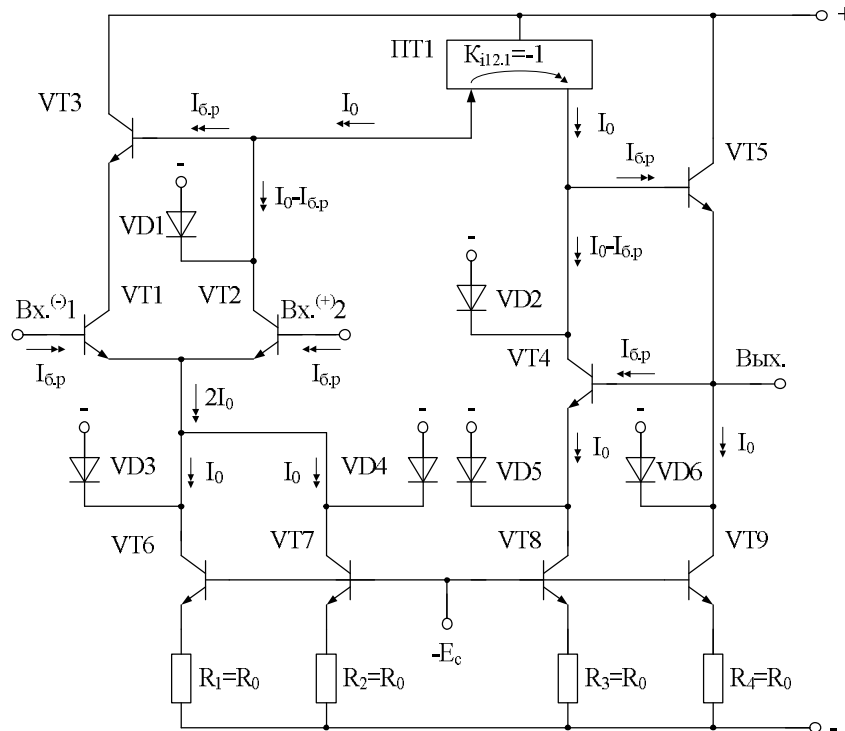 +
ПТ1
Ki12.1=-1
VT3
Iб.р
I0
I0
Iб.р
VT5
-
VD1
I0-Iб.р
-
VD2
I0-Iб.р
Вх.(-)1
VT1
VT2
Вх.(+)2
Iб.р
Iб.р
VT4
Iб.р
Вых.
2I0
-
VD3
I0
I0
-
VD4
-
VD5
I0
-
VD6
I0
VT6
VT7
VT8
VT9
-Ec
R1=R0
R2=R0
R3=R0
R4=R0
-